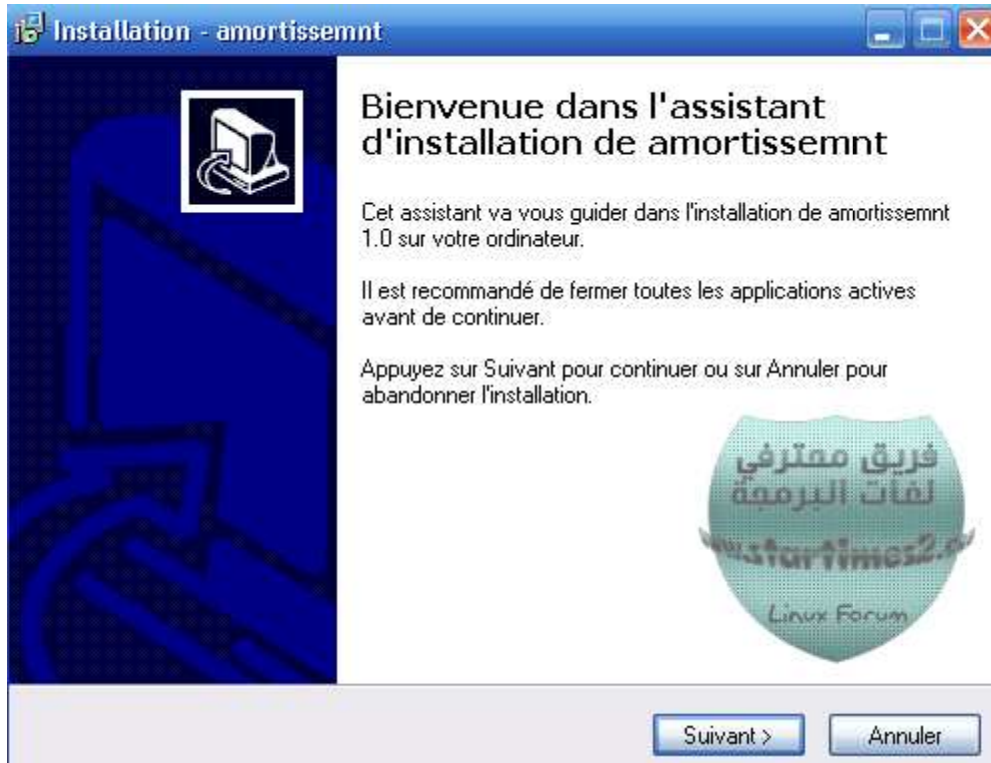 Installation - amortissemnt
Bienvenue dans l'assistant
d'installation de amortissemnt
Cet assistant va vous guider dans l'installation de amortissemnt
1.0 sur votre ordinateur.
Il est recommandé de fermer toutes les applications actives
avant de continuer.
Appuyez sur Suivant pour continuer ou sur Annuler pour
abandonner l'installation.
فريق محترفي
لغات البرمجة
Linux Forum
Suivant >
Annuler